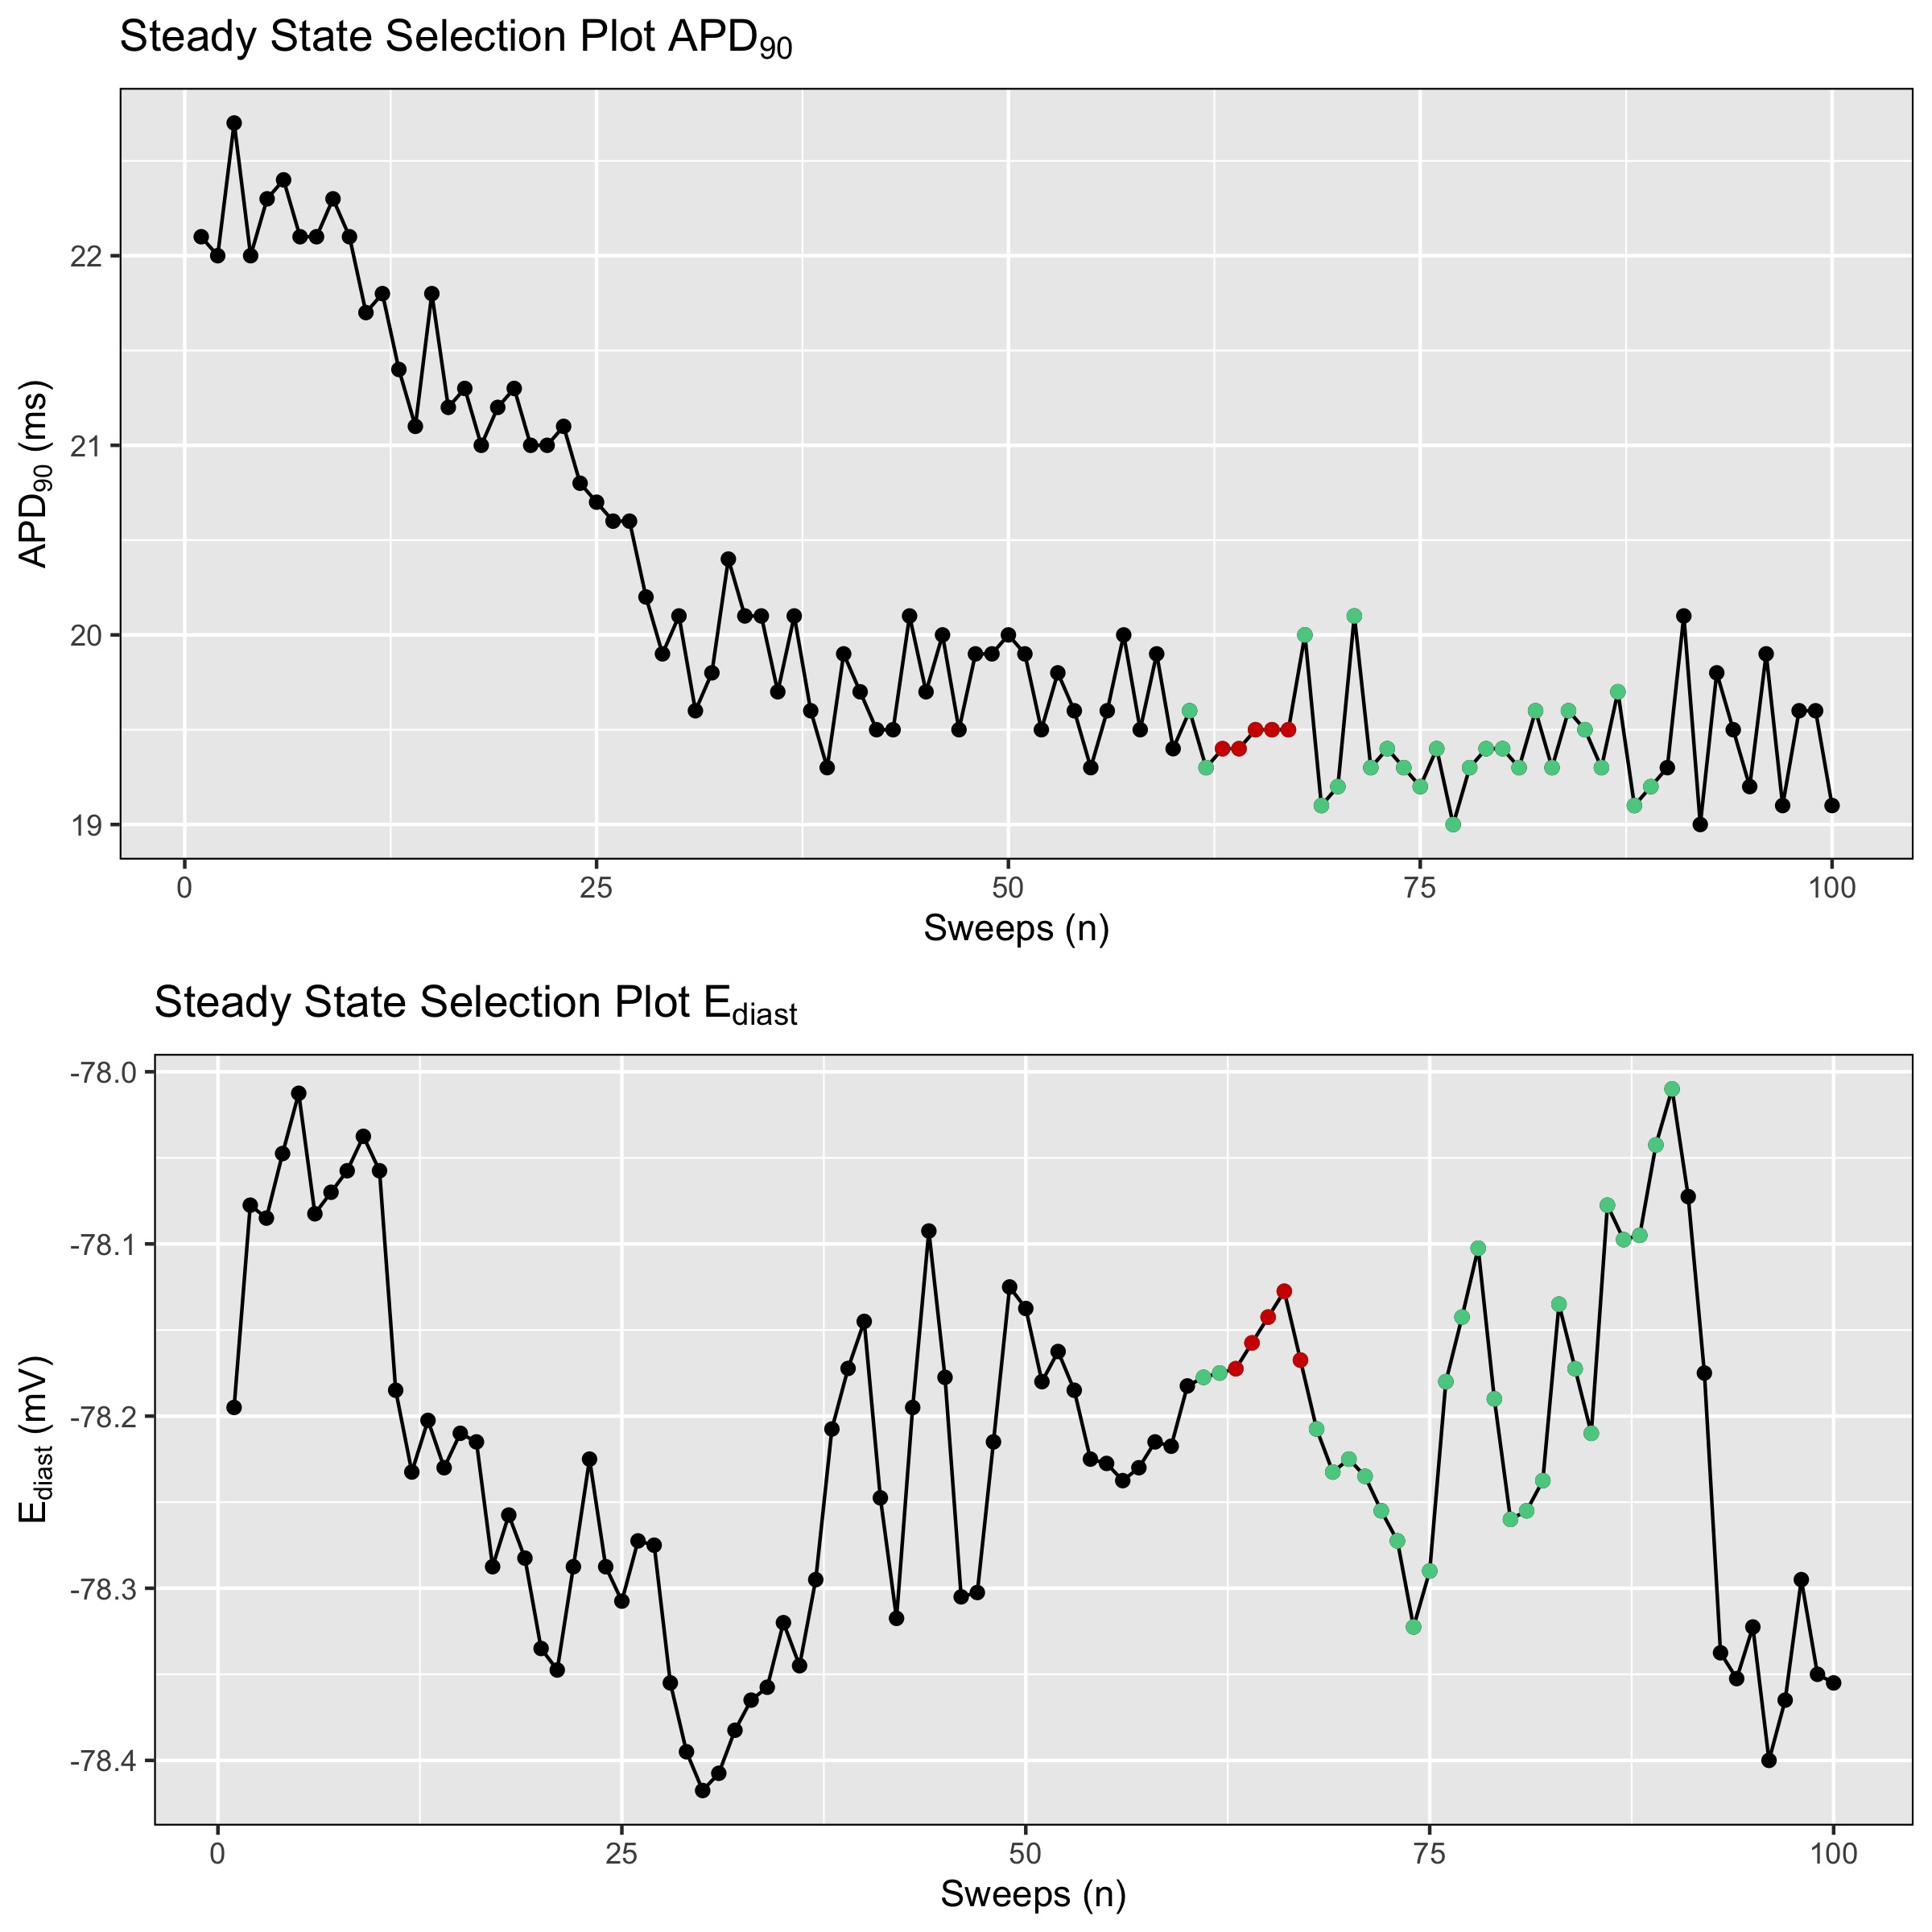 Steady State Selection Plot APD90
APD90 (ms)
22
21
20
19
0 25 50 75 100
Sweeps (n)
Steady State Selection Plot Ediast
Ediast (mV)
-78.0
-78.1
-78.2
-78.3
-78.4
0 25 50 75 100
Sweeps (n)